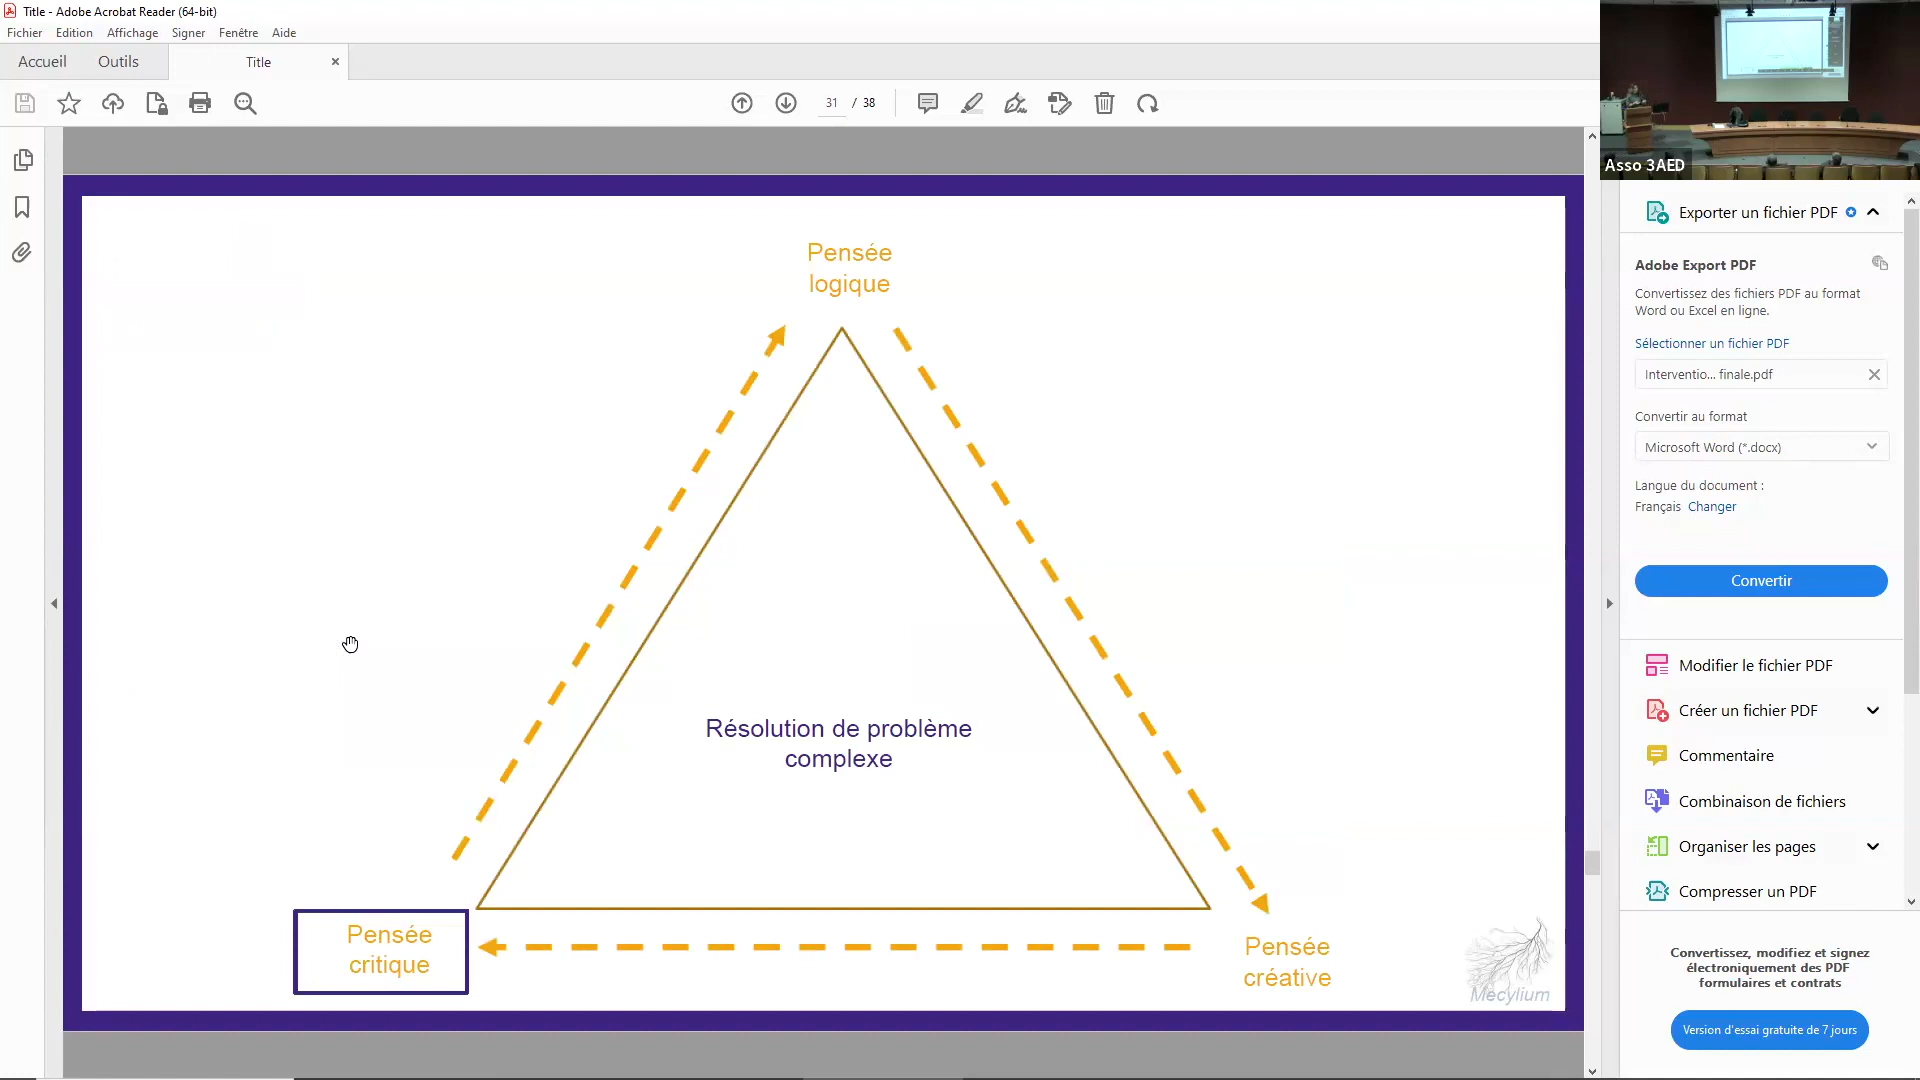 Title - Adobe Acrobat Reader (64-bit)
Fichier Edition Affichage Signer Fenêtre Aide
Accueil Outils Title
31 / 38
Asso 3AED
Pensée
logique
Résolution de problème
complexe
Pensée
critique
Pensée
créative
Mecylium
Exporter un fichier PDF
Adobe Export PDF
Convertissez des fichiers PDF au format
Word ou Excel en ligne.
Sélectionner un fichier PDF
Interventio... finale.pdf
Convertir au format
Microsoft Word (*.docx)
Langue du document :
Français Changer
Convertir
Modifier le fichier PDF
Créer un fichier PDF
Commentaire
Combinaison de fichiers
Organiser les pages
Compresser un PDF
Convertissez, modifiez et signez
électroniquement des PDF
formulaires et contrats
Version d'essai gratuite de 7 jours